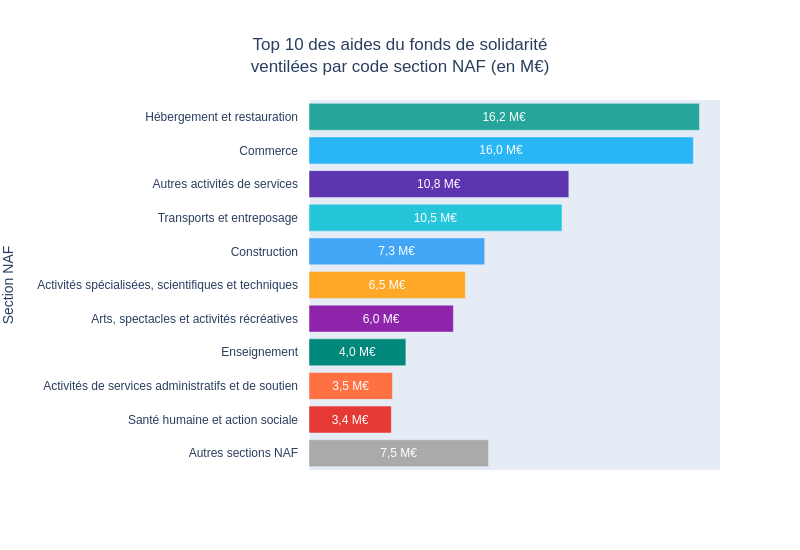 Top 10 des aides du fonds de solidarité
ventilées par code section NAF (en M€)
Section NAF
Hébergement et restauration 16,2 M€
Commerce 16,0 M€
Autres activités de services 10,8 M€
Transports et entreposage 10,5 M€
Construction 7,3 M€
Activités spécialisées, scientifiques et techniques 6,5 M€
Arts, spectacles et activités récréatives 6,0 M€
Enseignement 4,0 M€
Activités de services administratifs et de soutien 3,5 M€
Santé humaine et action sociale 3,4 M€
Autres sections NAF 7,5 M€